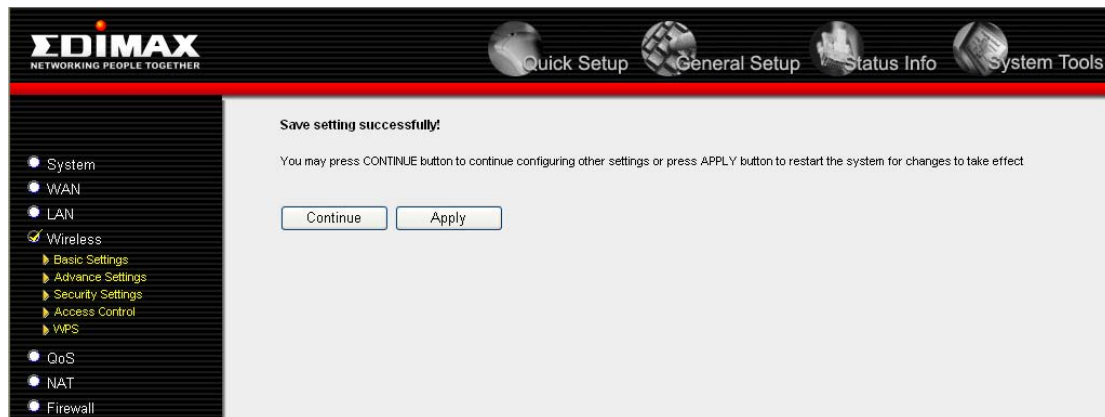 EDIMAX
NETWORKING PEOPLE TOGETHER
Quick Setup
General Setup
Status Info
System Tools
System
WAN
LAN
Wireless
Basic Settings
Advance Settings
Security Settings
Access Control
WPS
QoS
NAT
Firewall
Save setting successfully!
You may press CONTINUE button to continue configuring other settings or press APPLY button to restart the system for changes to take effect
Continue
Apply